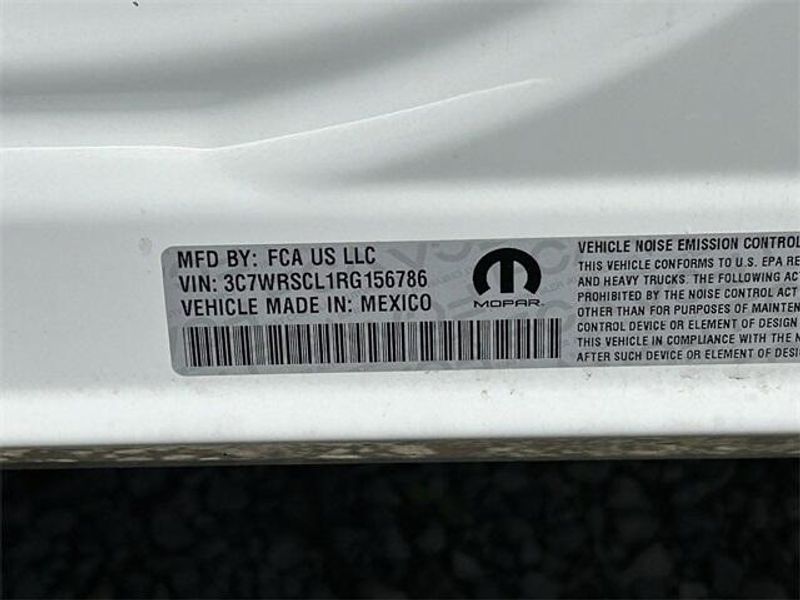 MFD BY: FCA US LLC
VIN: 3C7WRSCL1RG156786
VEHICLE MADE IN: MEXICO
MOPAR
VEHICLE NOISE EMISSION CONTROL
THIS VEHICLE CONFORMS TO U.S. EPA RE
AND HEAVY TRUCKS. THE FOLLOWING
PROHIBITED BY THE NOISE CONTROL ACT
OTHER THAN FOR PURPOSES OF MAINTEN
CONTROL DEVICE OR ELEMENT OF DESIGN
THIS VEHICLE IN COMPLIANCE WITH THE N
AFTER SUCH DEVICE OR ELEMENT OF DESI